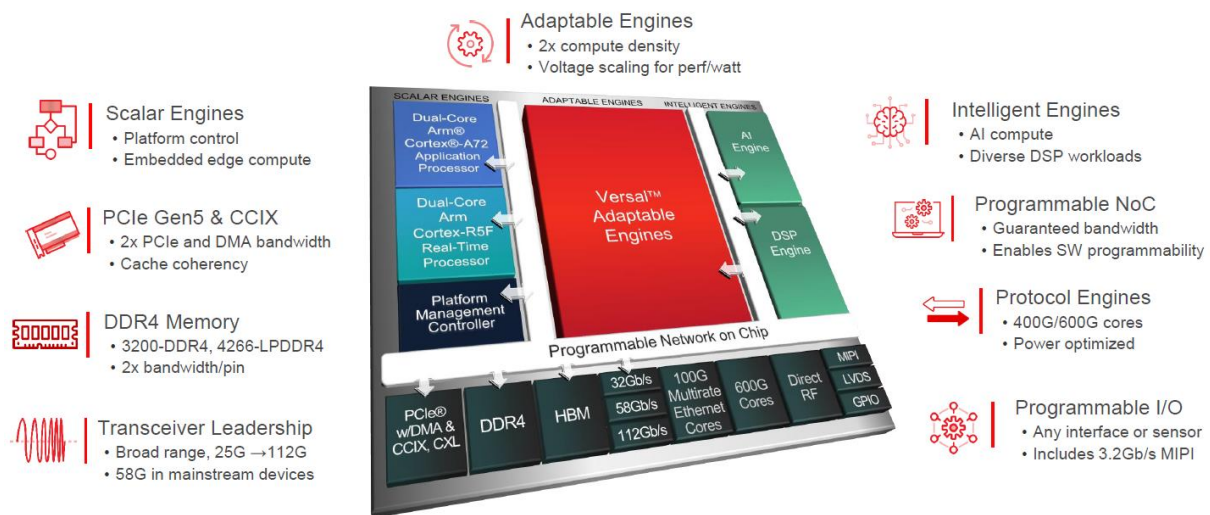 Adaptable Engines
• 2x compute density
• Voltage scaling for perf/watt
Scalar Engines
• Platform control
• Embedded edge compute
PCIe Gen5 & CCIX
• 2x PCIe and DMA bandwidth
• Cache coherency
DDR4 Memory
• 3200-DDR4, 4266-LPDDR4
• 2x bandwidth/pin
Transceiver Leadership
• Broad range, 25G →112G
• 58G in mainstream devices
SCALAR ENGINES
ADAPTABLE ENGINES
INTELLIGENT ENGINES
Dual-Core
Arm®
Cortex®-A72
Application
Processor
Dual-Core
Arm
Cortex-R5F
Real-Time
Processor
Platform
Management
Controller
Versal™
Adaptable
Engines
AI
Engine
DSP
Engine
Programmable Network on Chip
PCIe®
w/DMA &
CCIX, CXL
DDR4
HBM
32Gb/s
58Gb/s
112Gb/s
100G
Multirate
Ethernet
Cores
600G
Cores
Direct
RF
MIPI
LVDS
GPIO
Intelligent Engines
• AI compute
• Diverse DSP workloads
Programmable NoC
• Guaranteed bandwidth
• Enables SW programmability
Protocol Engines
• 400G/600G cores
• Power optimized
Programmable I/O
• Any interface or sensor
• Includes 3.2Gb/s MIPI